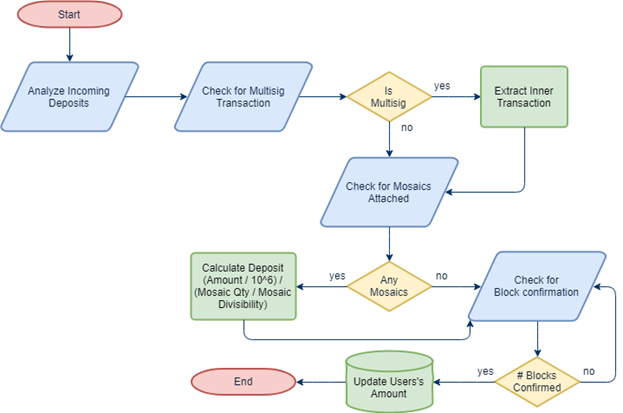 Start
Analyze Incoming
Deposits
Check for Multisig
Transaction
Is
Multisig
yes
Extract Inner
Transaction
no
Check for Mosaics
Attached
Calculate Deposit
(Amount / 10^6) /
(Mosaic Qty / Mosaic
Divisibility)
yes
Any
Mosaics
no
Check for
Block confirmation
End
Update Users's
Amount
yes
# Blocks
Confirmed
no